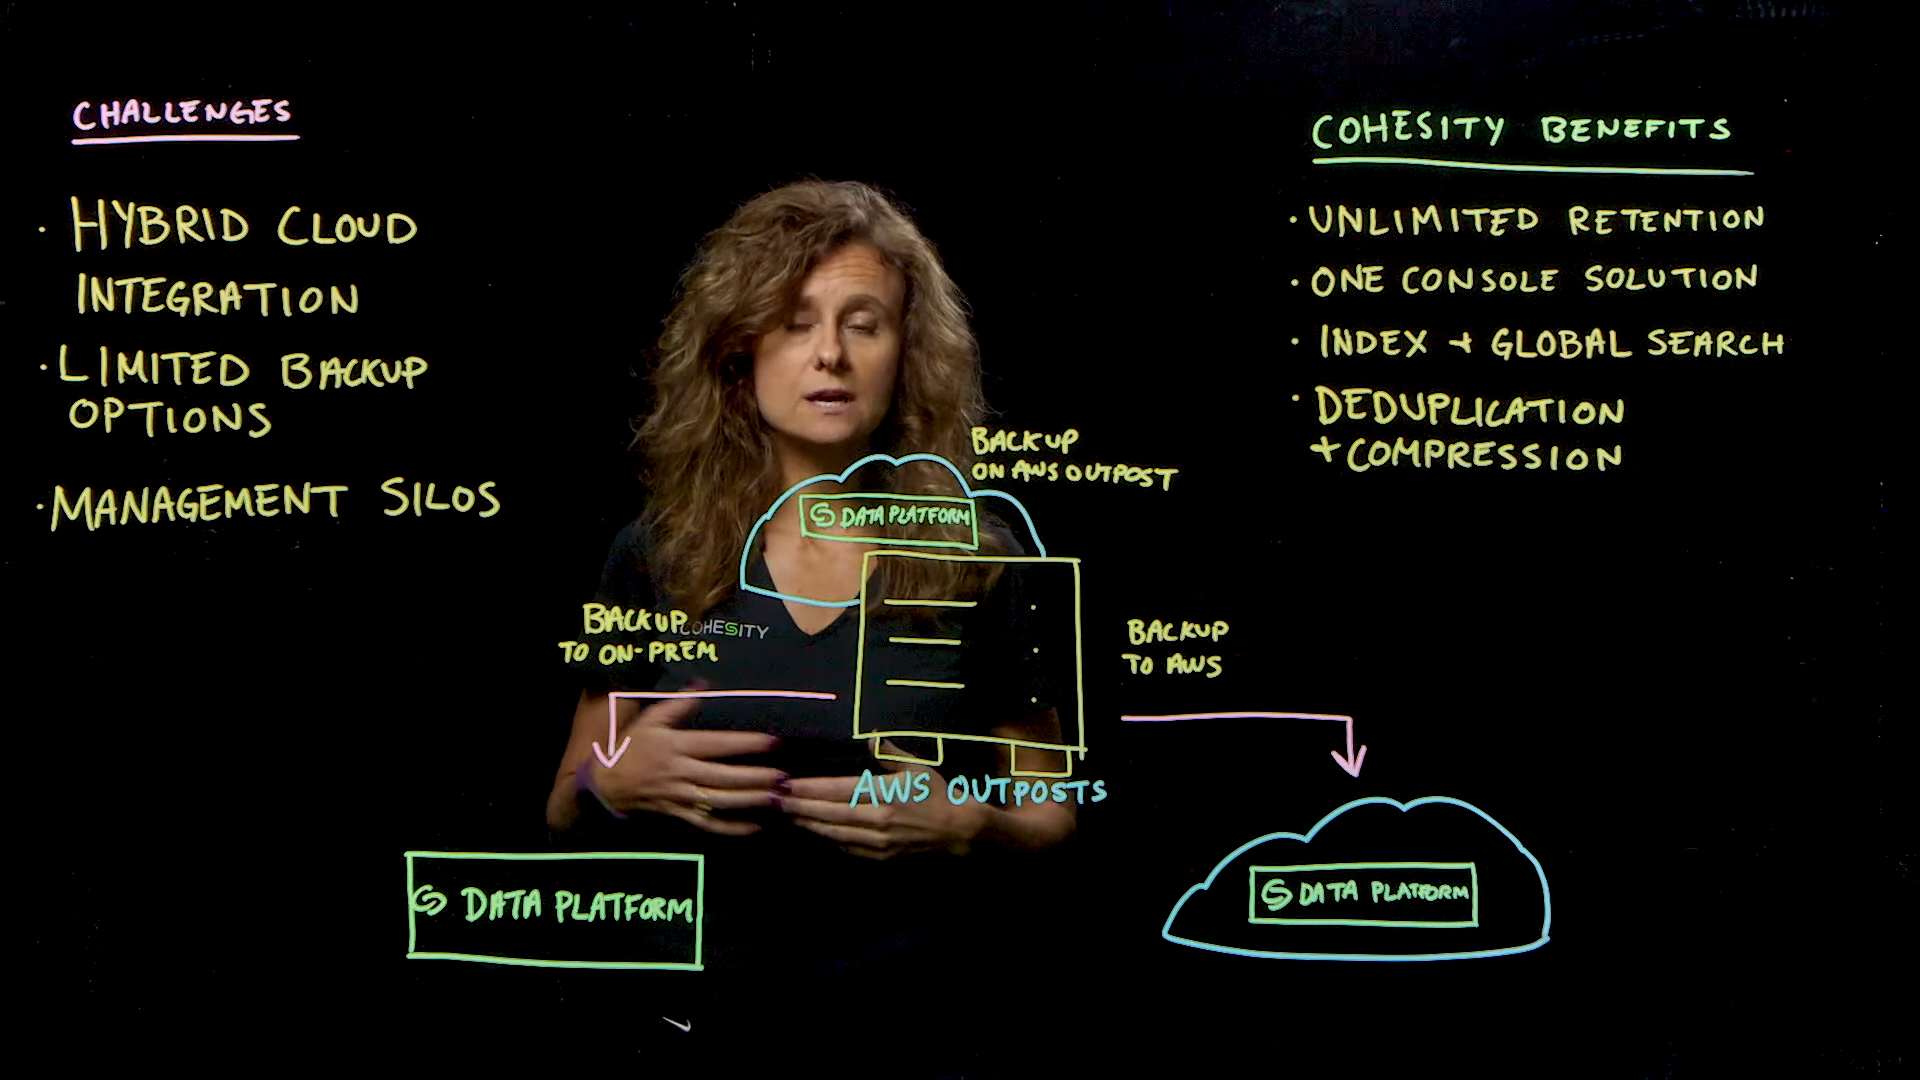 CHALLENGES
· HYBRID CLOUD
INTEGRATION
· LIMITED BACKUP
OPTIONS
· MANAGEMENT SILOS
COHESITY BENEFITS
· UNLIMITED RETENTION
· ONE CONSOLE SOLUTION
· INDEX + GLOBAL SEARCH
· DEDUPLICATION
+ COMPRESSION
BACKUP
ON AWS OUTPOST
DATA PLATFORM
BACKUP
TO ON-PREM
COHESITY
BACKUP
TO AWS
AWS OUTPOSTS
DATA PLATFORM
DATA PLATFORM